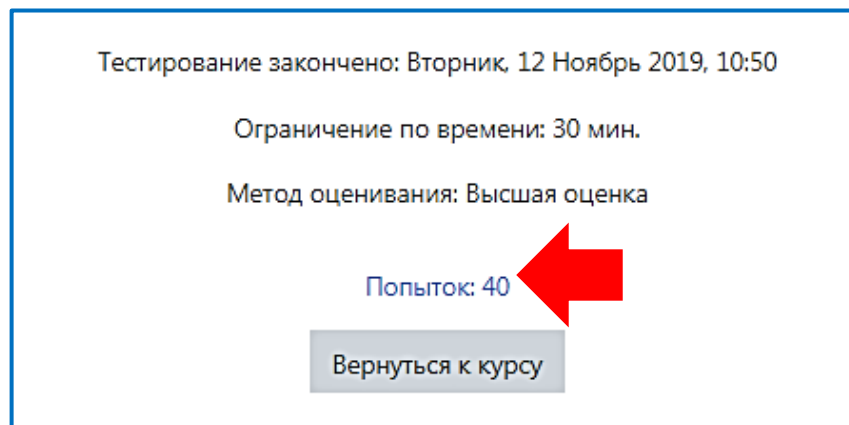 Тестирование закончено: Вторник, 12 Ноябрь 2019, 10:50
Ограничение по времени: 30 мин.
Метод оценивания: Высшая оценка
Попыток: 40
Вернуться к курсу